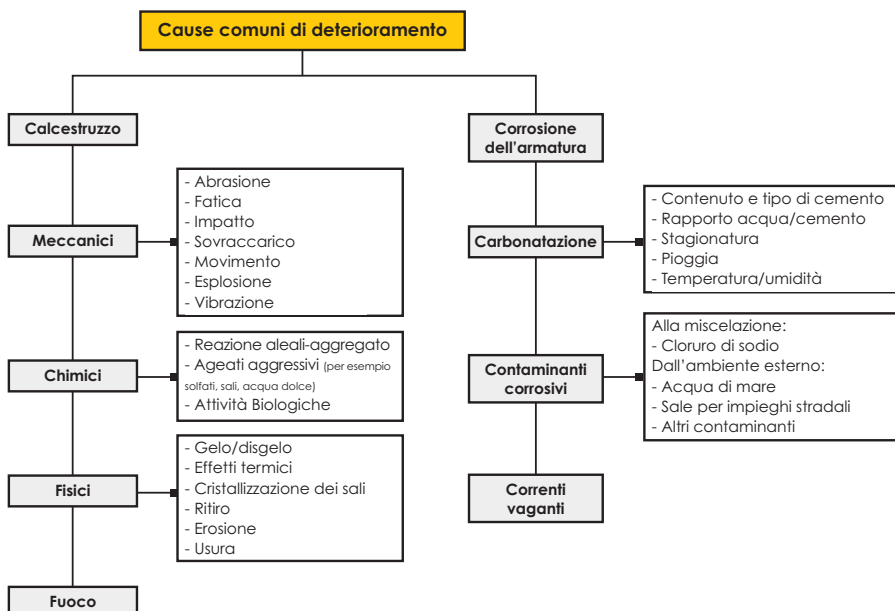 Cause comuni di deterioramento
Calcestruzzo
Meccanici
- Abrasione
- Fatica
- Impatto
- Sovraccarico
- Movimento
- Esplosione
- Vibrazione
Chimici
- Reazione aleali-aggregato
- Ageati aggressivi (per esempio
solfati, sali, acqua dolce)
- Attività Biologiche
Fisici
- Gelo/disgelo
- Effetti termici
- Cristallizzazione dei sali
- Ritiro
- Erosione
- Usura
Fuoco
Corrosione
dell'armatura
Carbonatazione
- Contenuto e tipo di cemento
- Rapporto acqua/cemento
- Stagionatura
- Pioggia
- Temperatura/umidità
Contaminanti
corrosivi
Alla miscelazione:
- Cloruro di sodio
Dall'ambiente esterno:
- Acqua di mare
- Sale per impieghi stradali
- Altri contaminanti
Correnti
vaganti